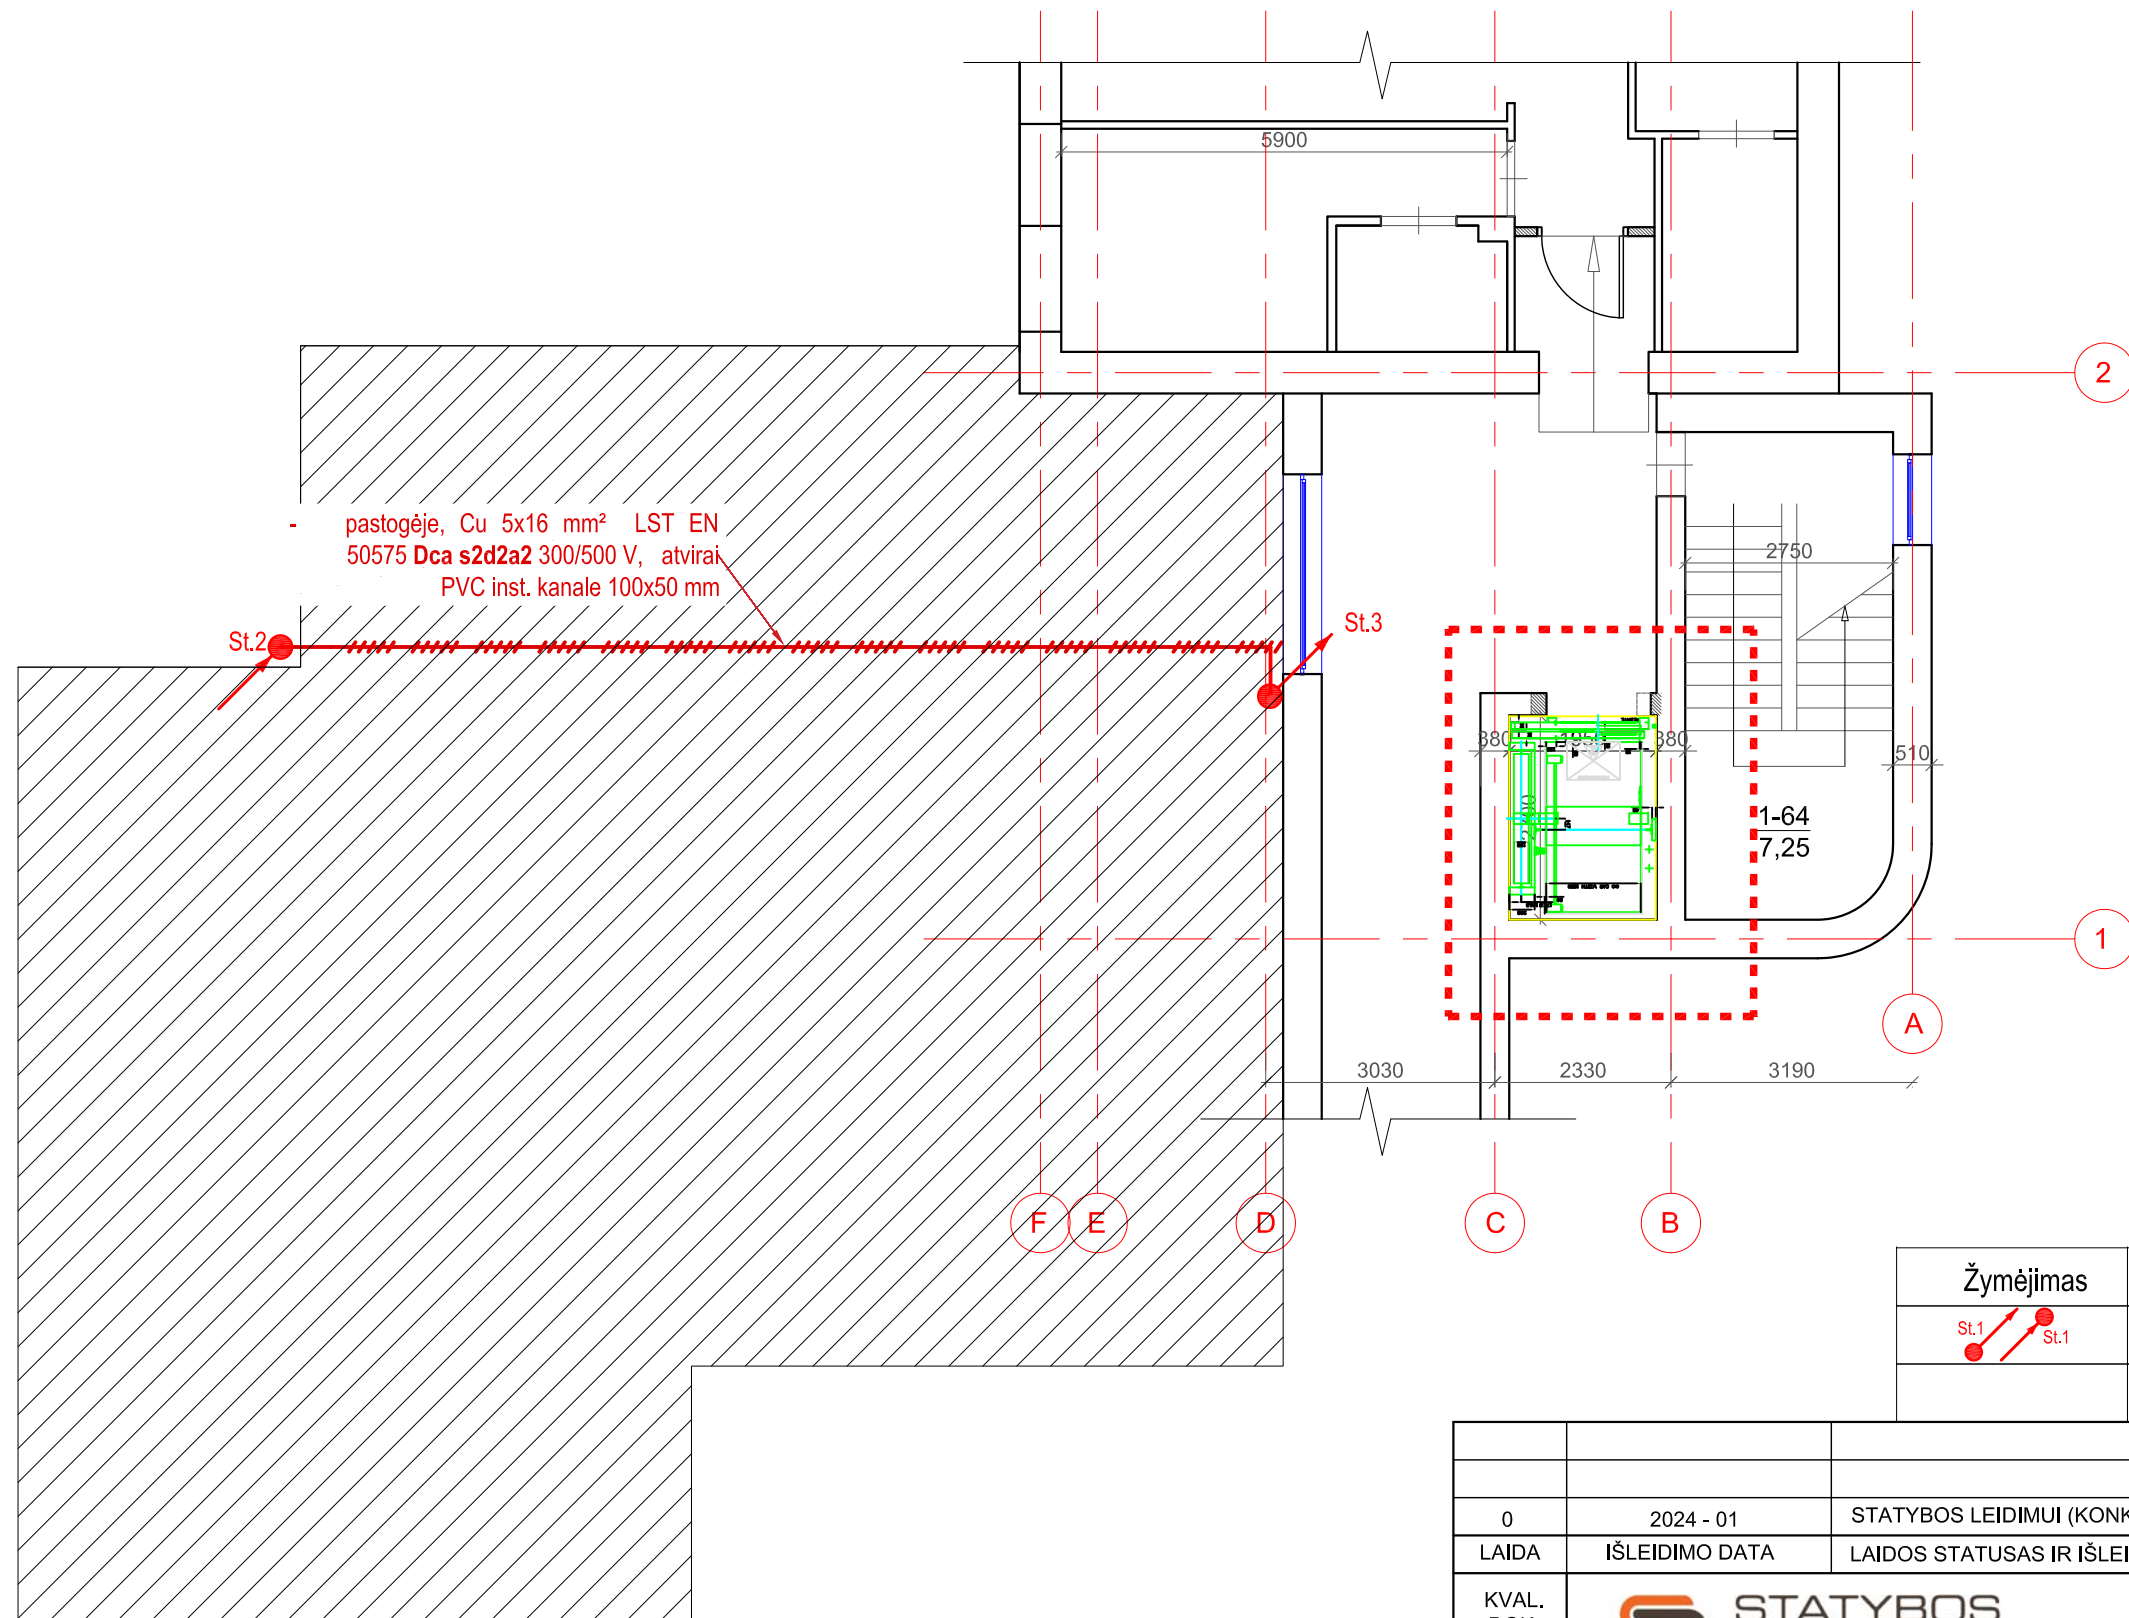 5900
2
- pastogėje, Cu 5x16 mm² LST EN
50575 Dca s2d2a2 300/500 V, atvirai
PVC inst. kanale 100x50 mm
St.2
St.3
2750
380
380
510
1-64
7,25
1
A
3030
2330
3190
F
E
D
C
B
Žymėjimas
St.1
St.1
0
2024 - 01
STATYBOS LEIDIMUI (KONK
LAIDA
IŠLEIDIMO DATA
LAIDOS STATUSAS IR IŠLEI
KVAL.
STATYBOS